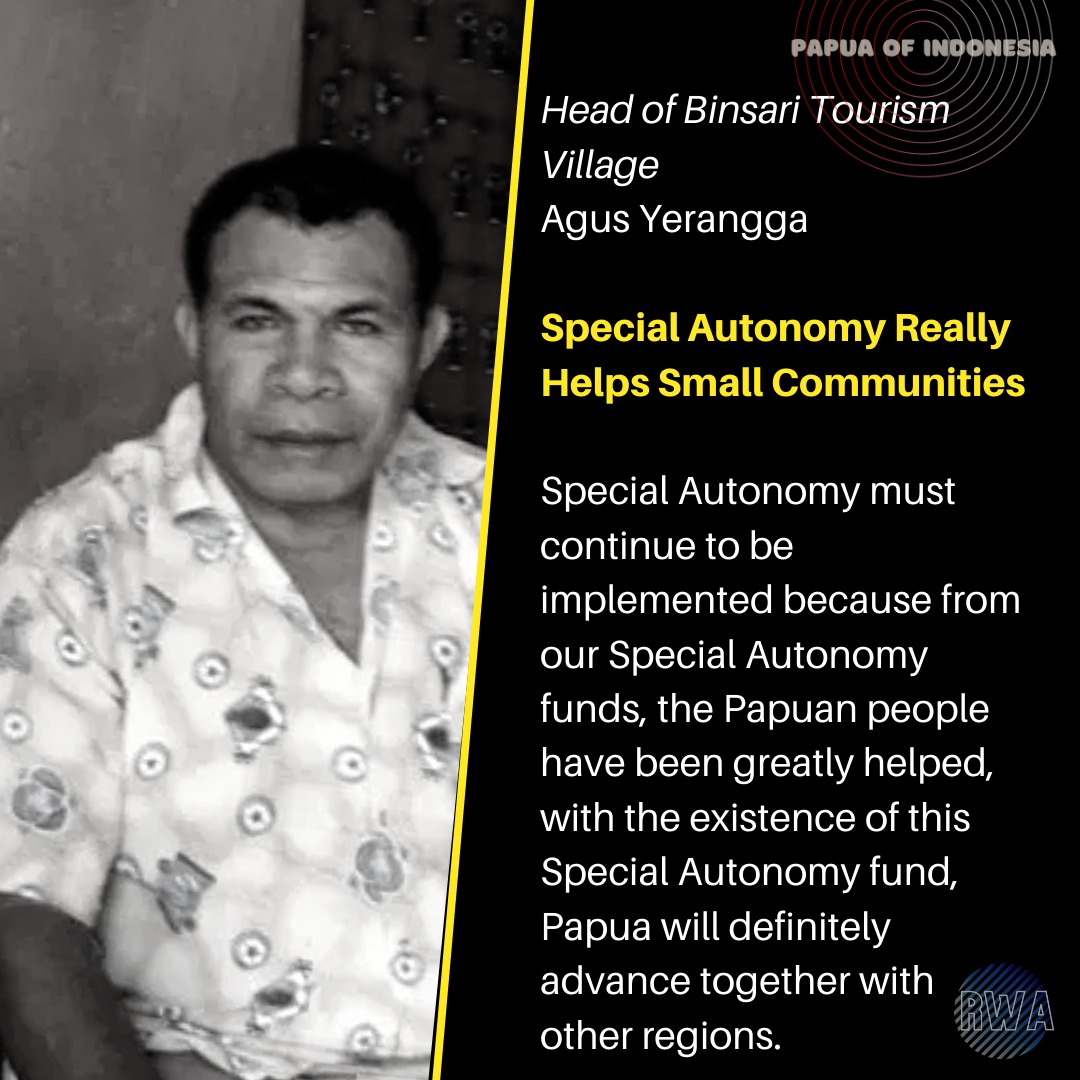 PAPUA OF INDONESIA
Head of Binsari Tourism
Village
Agus Yerangga
Special Autonomy Really
Helps Small Communities
Special Autonomy must
continue to be
implemented because from
our Special Autonomy
funds, the Papuan people
have been greatly helped,
with the existence of this
Special Autonomy fund,
Papua will definitely
advance together with
other regions.
RWA